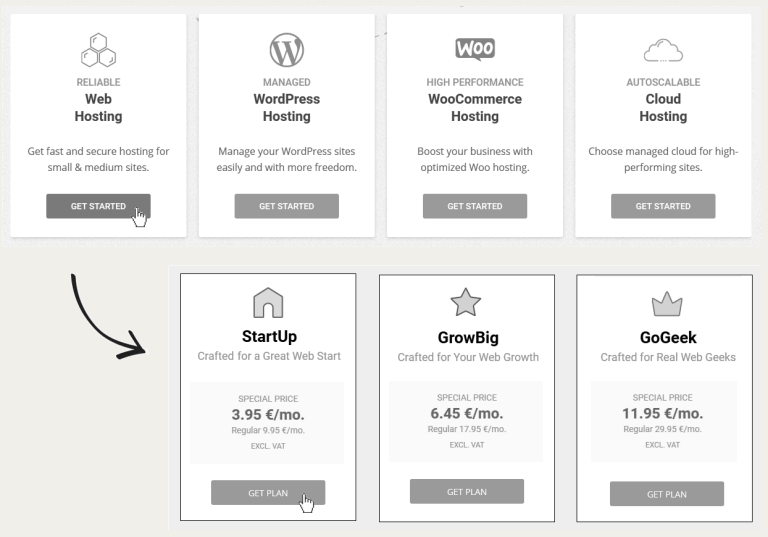 RELIABLE
Web
Hosting
Get fast and secure hosting for
small & medium sites.
GET STARTED
MANAGED
WordPress
Hosting
Manage your WordPress sites
easily and with more freedom.
GET STARTED
WOO
HIGH PERFORMANCE
WooCommerce
Hosting
Boost your business with
optimized Woo hosting.
GET STARTED
AUTOSCALABLE
Cloud
Hosting
Choose managed cloud for high-
performing sites.
GET STARTED
StartUp
Crafted for a Great Web Start
SPECIAL PRICE
3.95 €/mo.
Regular 9.95 €/mo.
EXCL. VAT
GET PLAN
GrowBig
Crafted for Your Web Growth
SPECIAL PRICE
6.45 €/mo.
Regular 17.95 €/mo.
EXCL. VAT
GET PLAN
GoGeek
Crafted for Real Web Geeks
SPECIAL PRICE
11.95 €/mo.
Regular 29.95 €/mo.
EXCL. VAT
GET PLAN